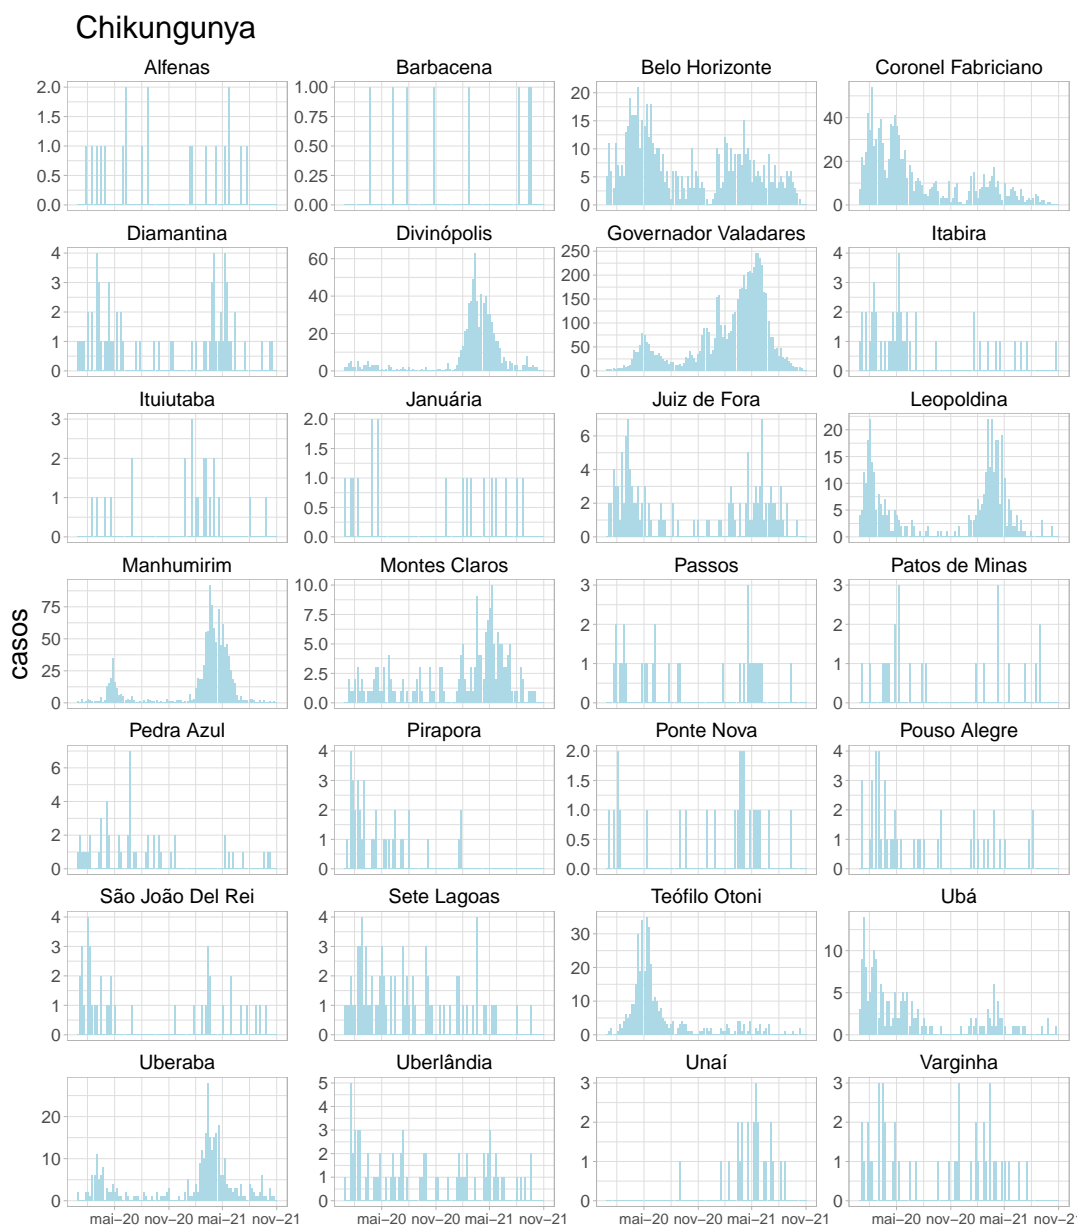 Chikungunya
Alfenas Barbacena Belo Horizonte Coronel Fabriciano
2.0 1.5 1.0 0.5 0.0
1.00 0.75 0.50 0.25 0.00
20 15 10 5 0
40 20 0
Diamantina Divinópolis Governador Valadares Itabira
4 3 2 1 0
60 40 20 0
250 200 150 100 50 0
4 3 2 1 0
Ituiutaba Januária Juiz de Fora Leopoldina
3 2 1 0
2.0 1.5 1.0 0.5 0.0
6 4 2 0
20 15 10 5 0
casos
Manhumirim Montes Claros Passos Patos de Minas
75 50 25 0
10.0 7.5 5.0 2.5 0.0
3 2 1 0
3 2 1 0
Pedra Azul Pirapora Ponte Nova Pouso Alegre
6 4 2 0
4 3 2 1 0
2.0 1.5 1.0 0.5 0.0
4 3 2 1 0
São João Del Rei Sete Lagoas Teófilo Otoni Ubá
4 3 2 1 0
4 3 2 1 0
30 20 10 0
10 5 0
Uberaba Uberlândia Unaí Varginha
20 10 0
5 4 3 2 1 0
3 2 1 0
3 2 1 0
mai–20 nov–20 mai–21 nov–21
mai–20 nov–20 mai–21 nov–21
mai–20 nov–20 mai–21 nov–21
mai–20 nov–20 mai–21 nov–2